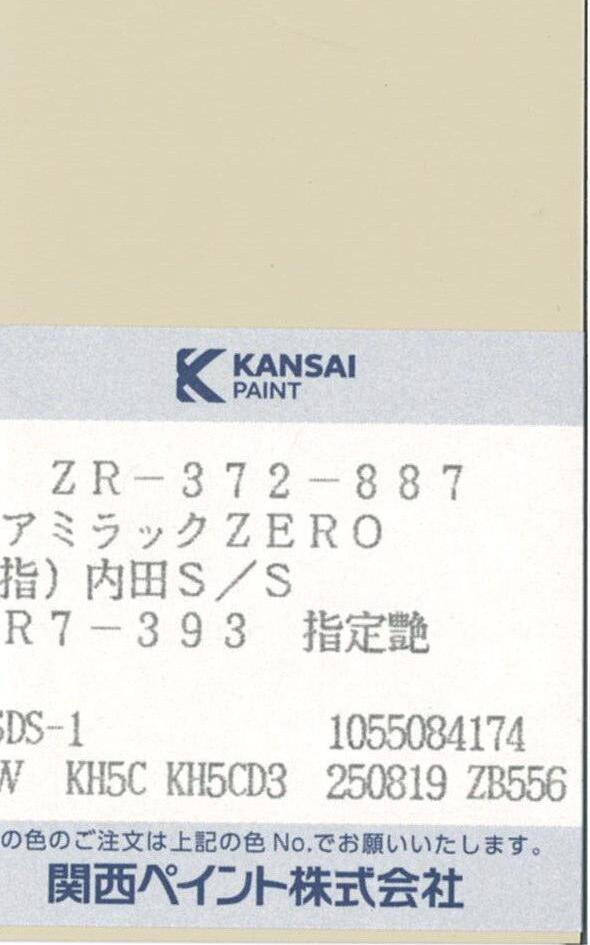 KANSAI
PAINT
ZR-372-887
アミラックZERO
指) 内田S/S
R7-393 指定艶
SDS-1 1055084174
W KH5C KH5CD3 250819 ZB556
の色のご注文は上記の色No.でお願いいたします。
関西ペイント株式会社